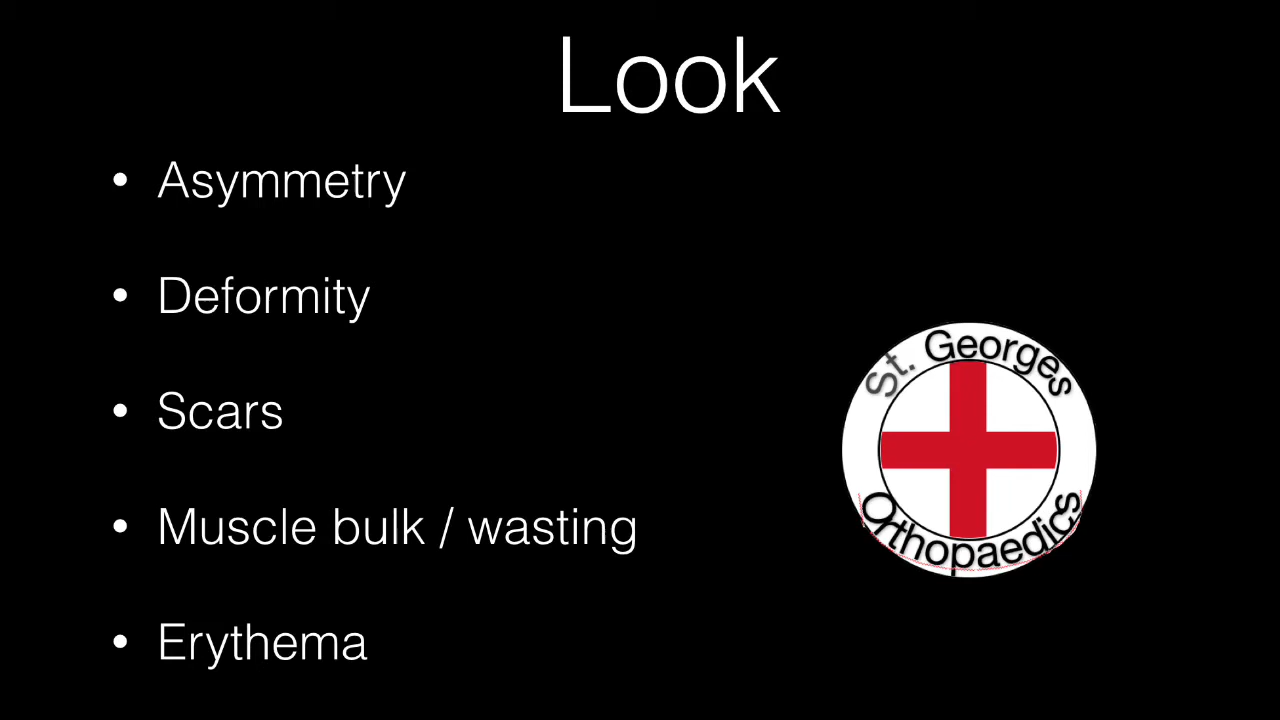 Look
• Asymmetry
• Deformity
• Scars
• Muscle bulk / wasting
• Erythema
St. Georges
Orthopaedics